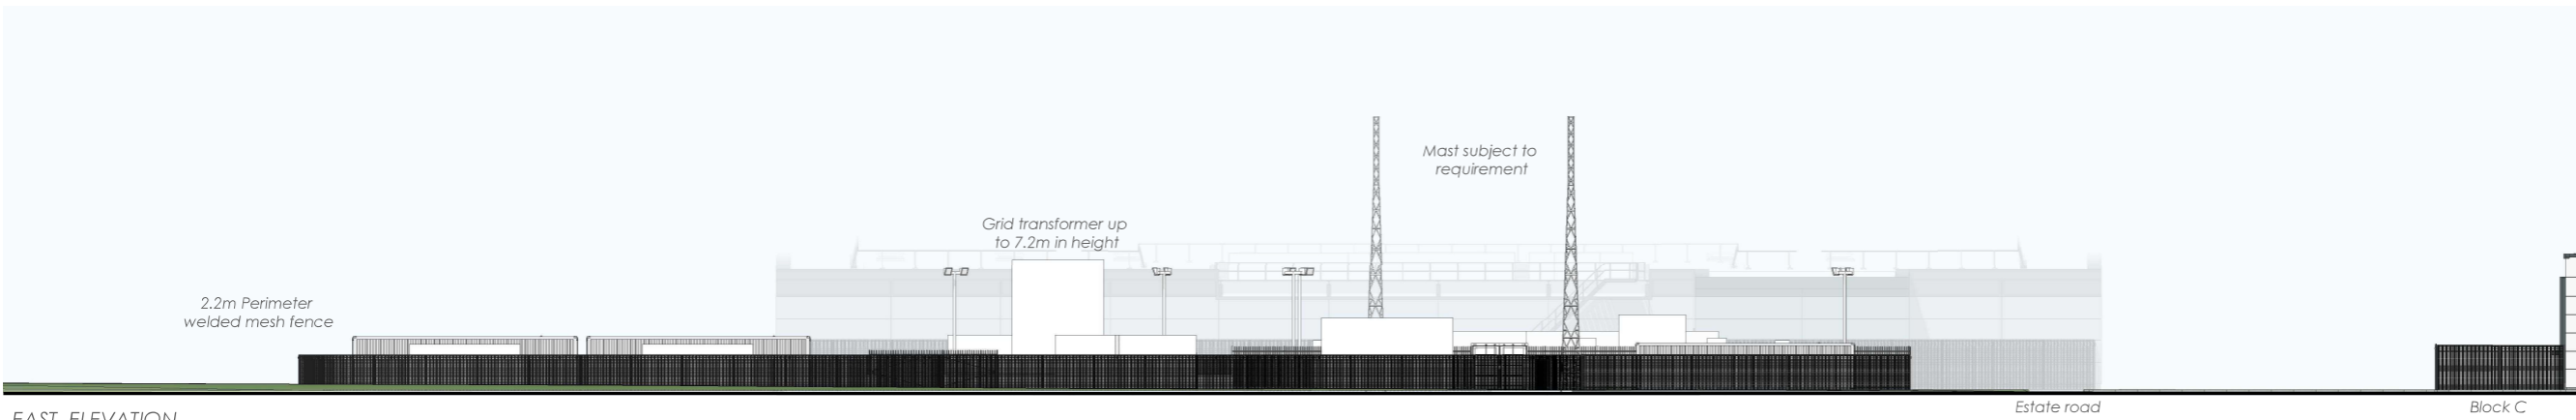 Mast subject to
requirement
Grid transformer up
to 7.2m in height
2.2m Perimeter
welded mesh fence
Estate road
Block C
EAST ELEVATION